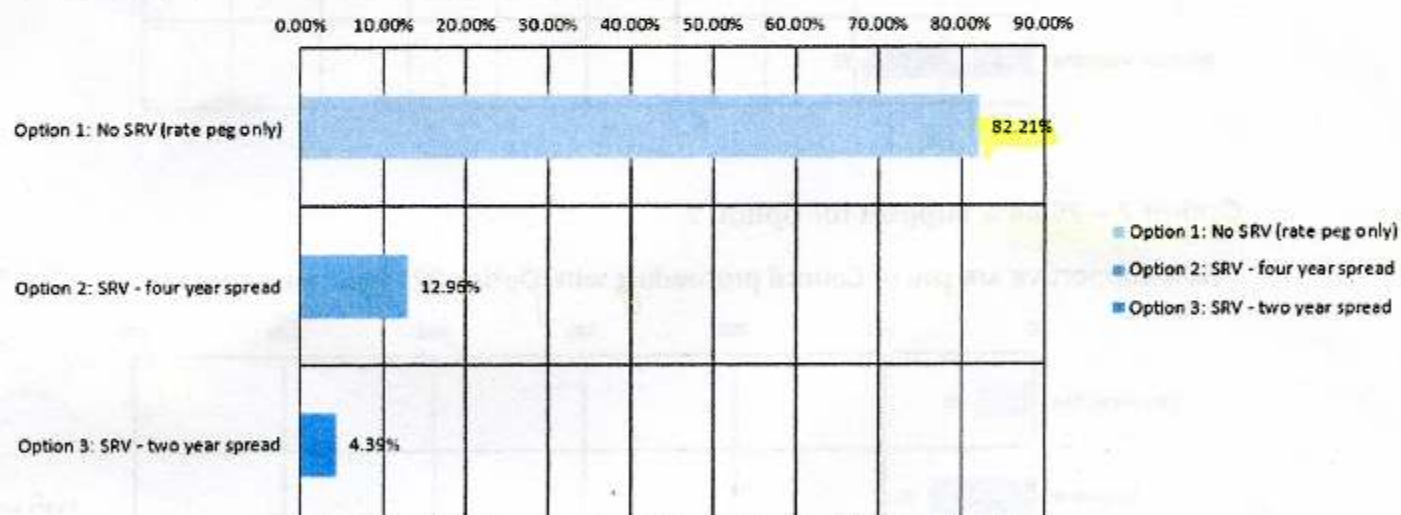 0.00% 10.00% 20.00% 30.00% 40.00% 50.00% 60.00% 70.00% 80.00% 90.00%
Option 1: No SRV (rate peg only) 82.21%
Option 2: SRV - four year spread 12.96%
Option 3: SRV - two year spread 4.39%
Option 1: No SRV (rate peg only)
Option 2: SRV - four year spread
Option 3: SRV - two year spread